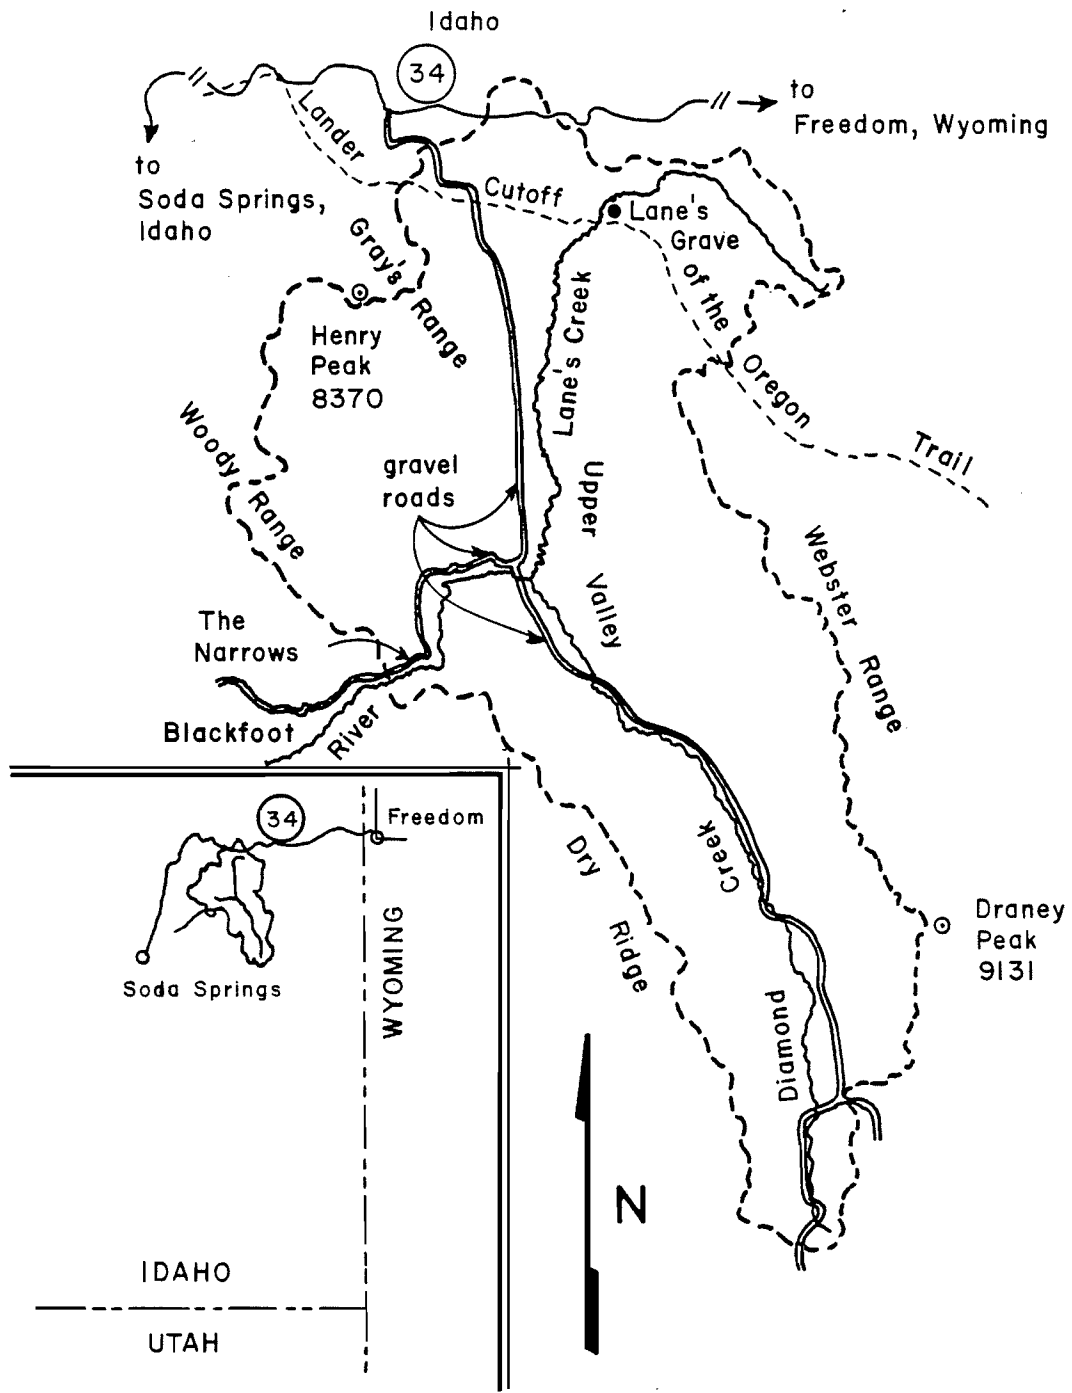 Idaho
34
to
Freedom, Wyoming
to
Soda Springs,
Idaho
Lander
Cutoff
of the
Oregon
Trail
Lane's
Grave
Gray's
Range
Henry
Peak
8370
Lane's Creek
Woody
Range
gravel
roads
Upper
Valley
Webster
Range
The
Narrows
Blackfoot
River
Dry
Ridge
Creek
Diamond
Draney
Peak
9131
N
34
Freedom
Soda Springs
WYOMING
IDAHO
UTAH